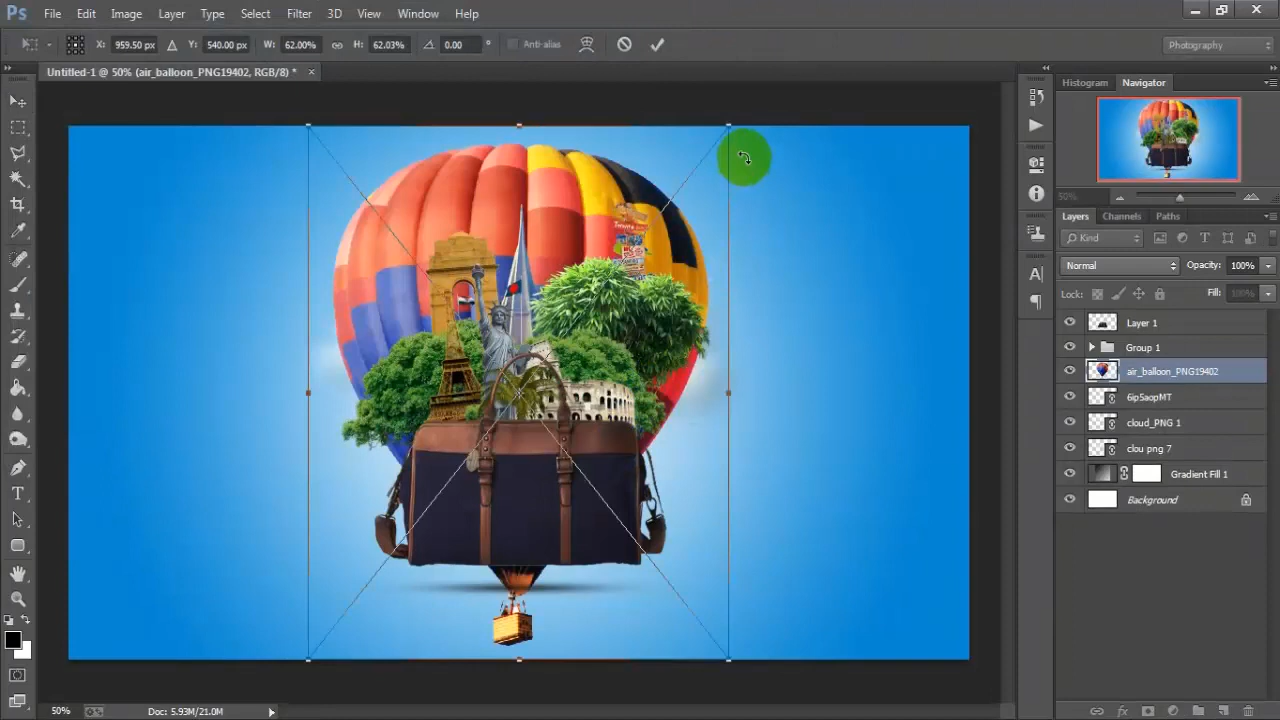 Ps File Edit Image Layer Type Select Filter 3D View Window Help
X: 959.50 px Y: 540.00 px W: 62.00% H: 62.03% 0.00 ° Anti-alias Photography
Untitled-1 @ 50% (air_balloon_PNG19402, RGB/8) * ×
Histogram Navigator
50%
Layers Channels Paths
Kind
Normal Opacity: 100%
Lock: Fill: 100%
Layer 1
Group 1
air_balloon_PNG19402
6ip5aopMT
cloud_PNG 1
clou png 7
Gradient Fill 1
Background
50% Doc: 5.93M/21.0M